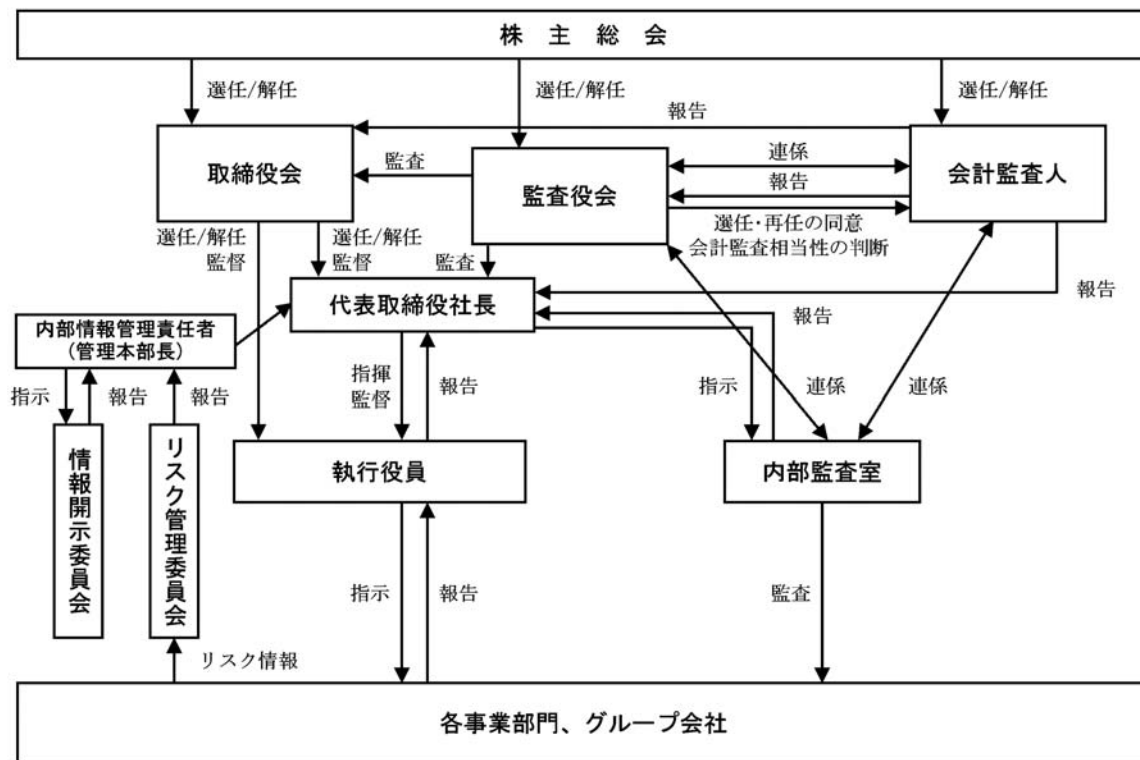 株 主 総 会
選任/解任
選任/解任
選任/解任
報告
取締役会
監査
監査役会
連係
報告
会計監査人
選任・再任の同意
会計監査相当性の判断
選任/解任
監督
選任/解任
監督
監査
代表取締役社長
報告
報告
内部情報管理責任者
(管理本部長)
指示
報告
報告
指揮
監督
報告
指示
連係
連係
情報開示委員会
リスク管理委員会
執行役員
内部監査室
指示
報告
監査
リスク情報
各事業部門、グループ会社